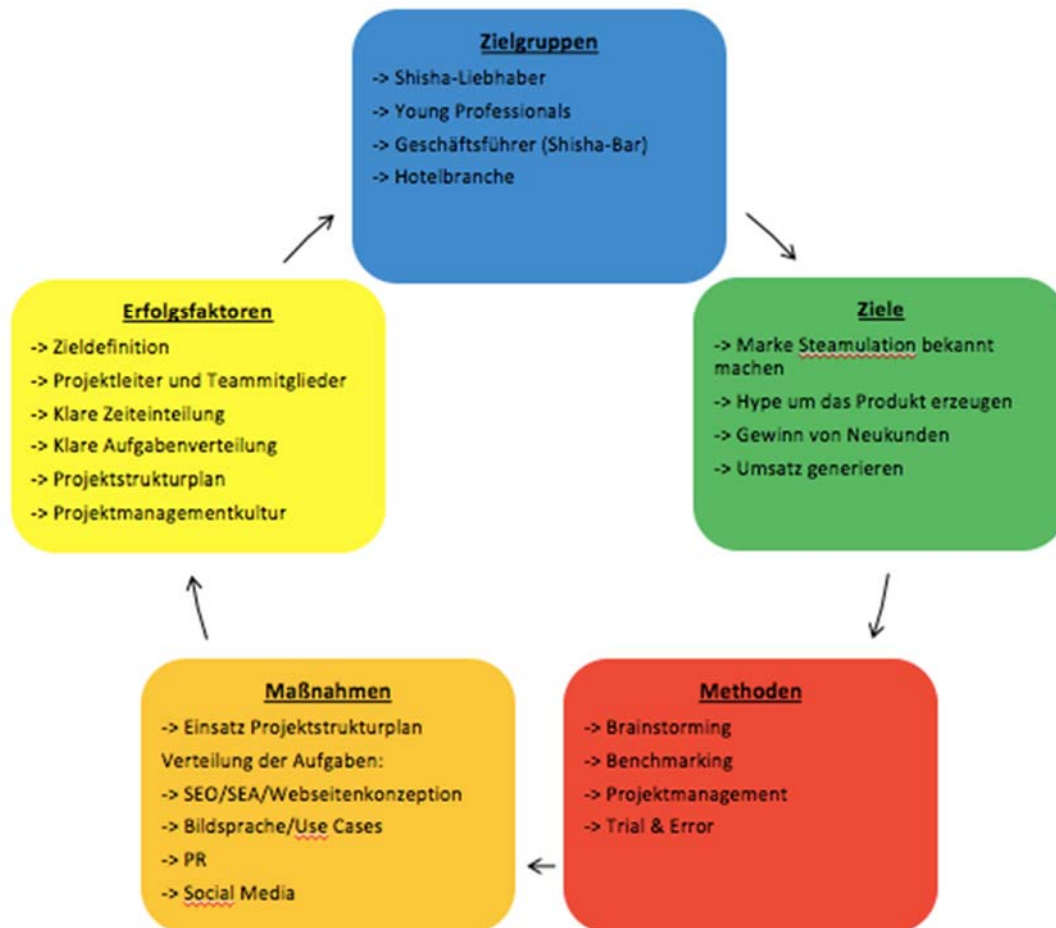 Zielgruppen
-> Shisha-Liebhaber
-> Young Professionals
-> Geschäftsführer (Shisha-Bar)
-> Hotelbranche
Ziele
-> Marke Steamulation bekannt
machen
-> Hype um das Produkt erzeugen
-> Gewinn von Neukunden
-> Umsatz generieren
Methoden
-> Brainstorming
-> Benchmarking
-> Projektmanagement
-> Trial & Error
Maßnahmen
-> Einsatz Projektstrukturplan
Verteilung der Aufgaben:
-> SEO/SEA/Webseitenkonzeption
-> Bildsprache/Use Cases
-> PR
-> Social Media
Erfolgsfaktoren
-> Zieldefinition
-> Projektleiter und Teammitglieder
-> Klare Zeiteinteilung
-> Klare Aufgabenverteilung
-> Projektstrukturplan
-> Projektmanagementkultur